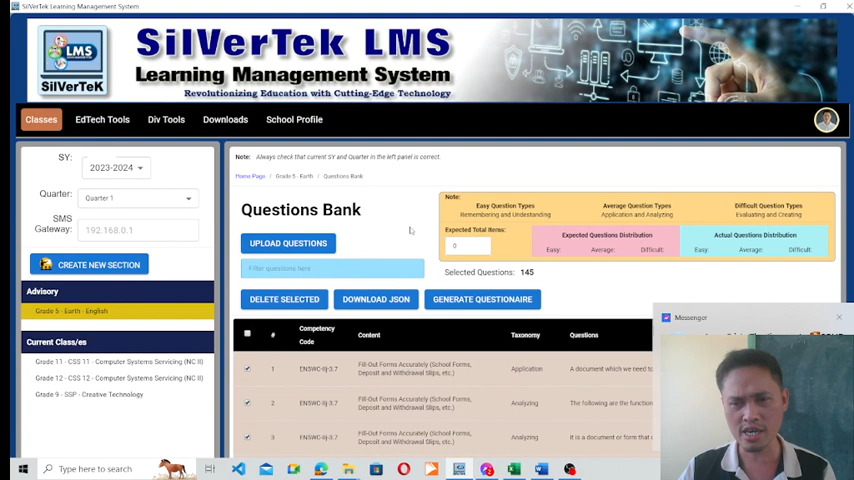 SilVerTek Learning Management System
LMS
SilVerTeK
SilVerTek LMS
Learning Management System
Revolutionizing Education with Cutting-Edge Technology
Classes
EdTech Tools
Div Tools
Downloads
School Profile
SY:
2023-2024
Quarter:
Quarter 1
SMS
Gateway:
192.168.0.1
CREATE NEW SECTION
Advisory
Grade 5 - Earth - English
Current Class/es
Grade 11 - CSS 11 - Computer Systems Servicing (NC II)
Grade 12 - CSS 12 - Computer Systems Servicing (NC II)
Grade 9 - SSP - Creative Technology
Note: Always check that current SY and Quarter in the left panel is correct.
Home Page / Grade 5 - Earth / Questions Bank
Questions Bank
UPLOAD QUESTIONS
Filter questions here
Note:
Easy Question Types
Remembering and Understanding
Average Question Types
Application and Analyzing
Difficult Question Types
Evaluating and Creating
Expected Total Items:
0
Expected Questions Distribution
Easy: Average: Difficult:
Actual Questions Distribution
Easy: Average: Difficult:
Selected Questions: 145
DELETE SELECTED
DOWNLOAD JSON
GENERATE QUESTIONAIRE
# Competency Code Content Taxonomy Questions
1 EN5WC-IIj-3.7 Fill-Out Forms Accurately (School Forms, Deposit and Withdrawal Slips, etc.) Application A document which we need to
2 EN5WC-IIj-3.7 Fill-Out Forms Accurately (School Forms, Deposit and Withdrawal Slips, etc.) Analyzing The following are the function
3 EN5WC-IIj-3.7 Fill-Out Forms Accurately (School Forms, Deposit and Withdrawal Slips, etc.) Analyzing It is a document or form that
Messenger
Type here to search